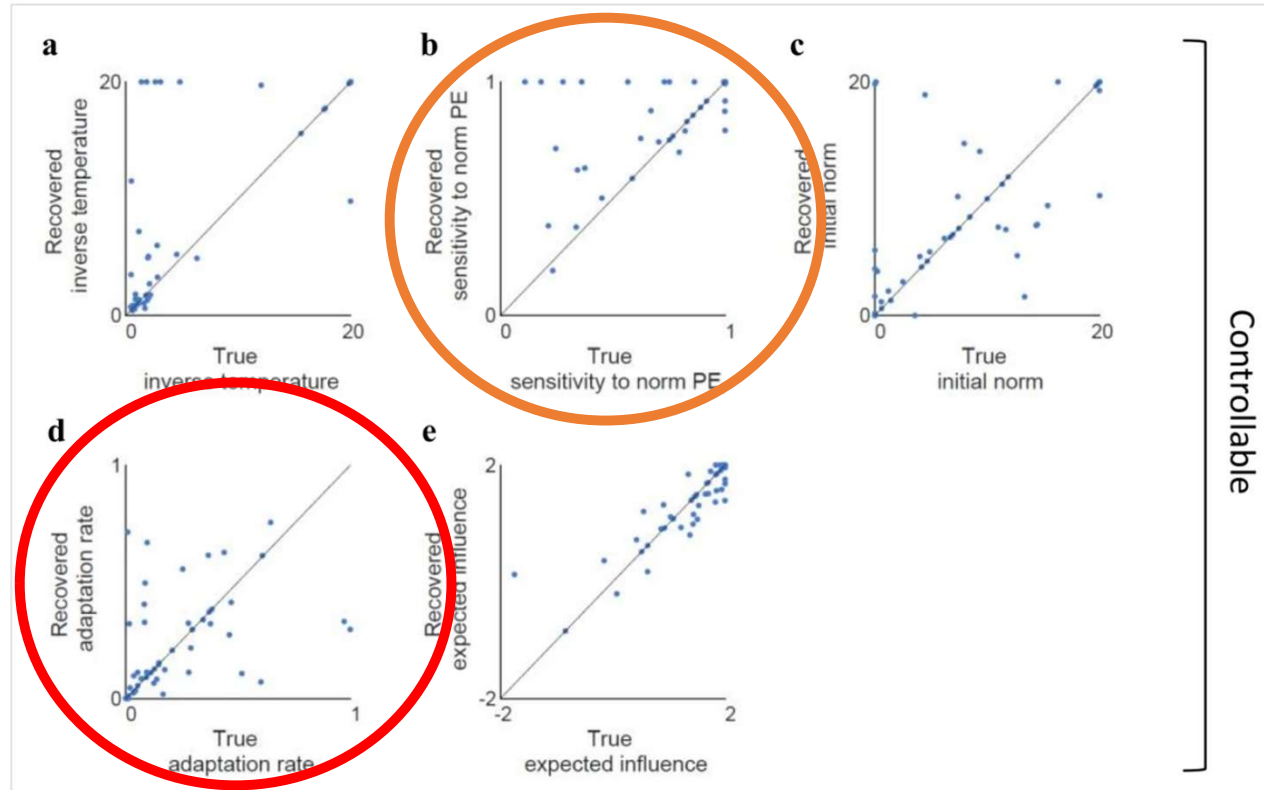 a
20
Recovered
inverse temperature
0
0
20
True
inverse temperature
b
1
Recovered
sensitivity to norm PE
0
0
1
True
sensitivity to norm PE
c
20
Recovered
initial norm
0
0
20
True
initial norm
d
1
Recovered
adaptation rate
0
0
1
True
adaptation rate
e
2
Recovered
expected influence
-2
-2
2
True
expected influence
Controllable